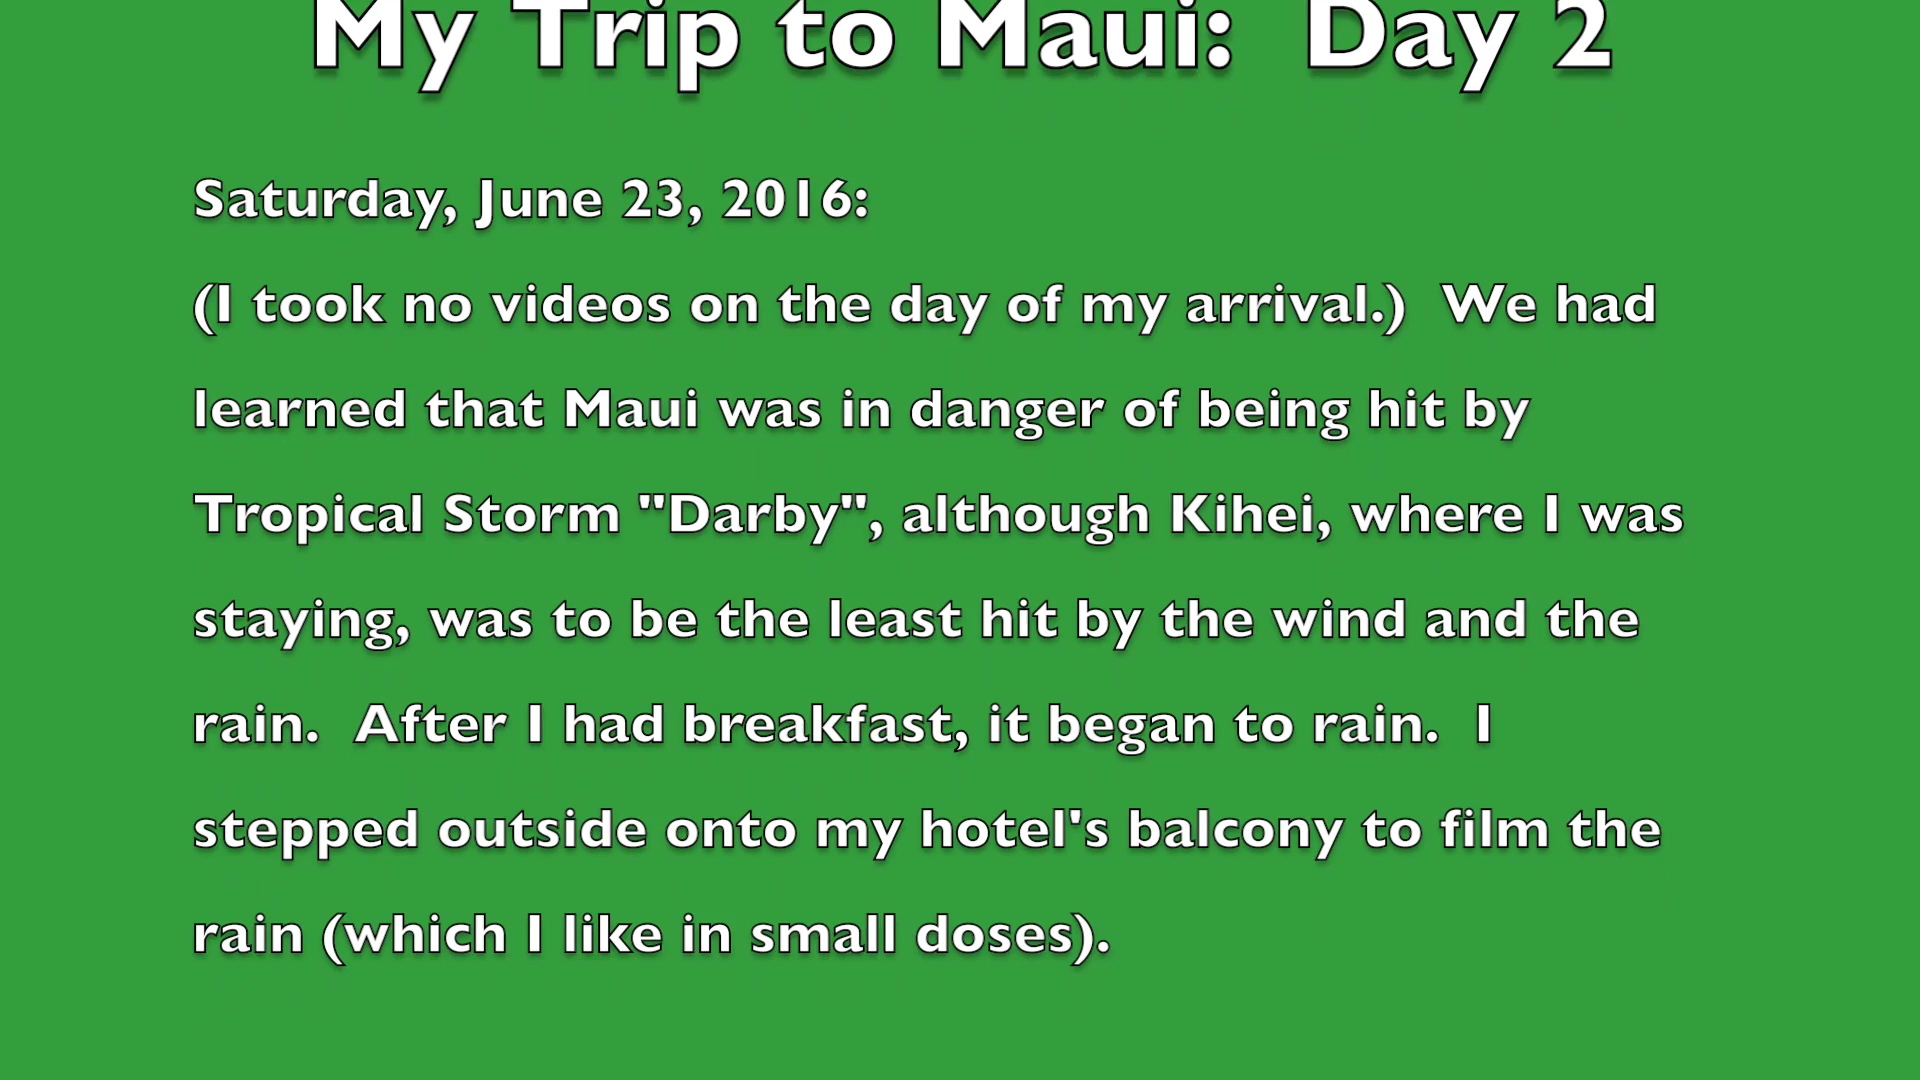 My Trip to Maui:  Day 2
Saturday, June 23, 2016:
(I took no videos on the day of my arrival.)  We had
learned that Maui was in danger of being hit by
Tropical Storm "Darby", although Kihei, where I was
staying, was to be the least hit by the wind and the
rain.  After I had breakfast, it began to rain.  I
stepped outside onto my hotel's balcony to film the
rain (which I like in small doses).